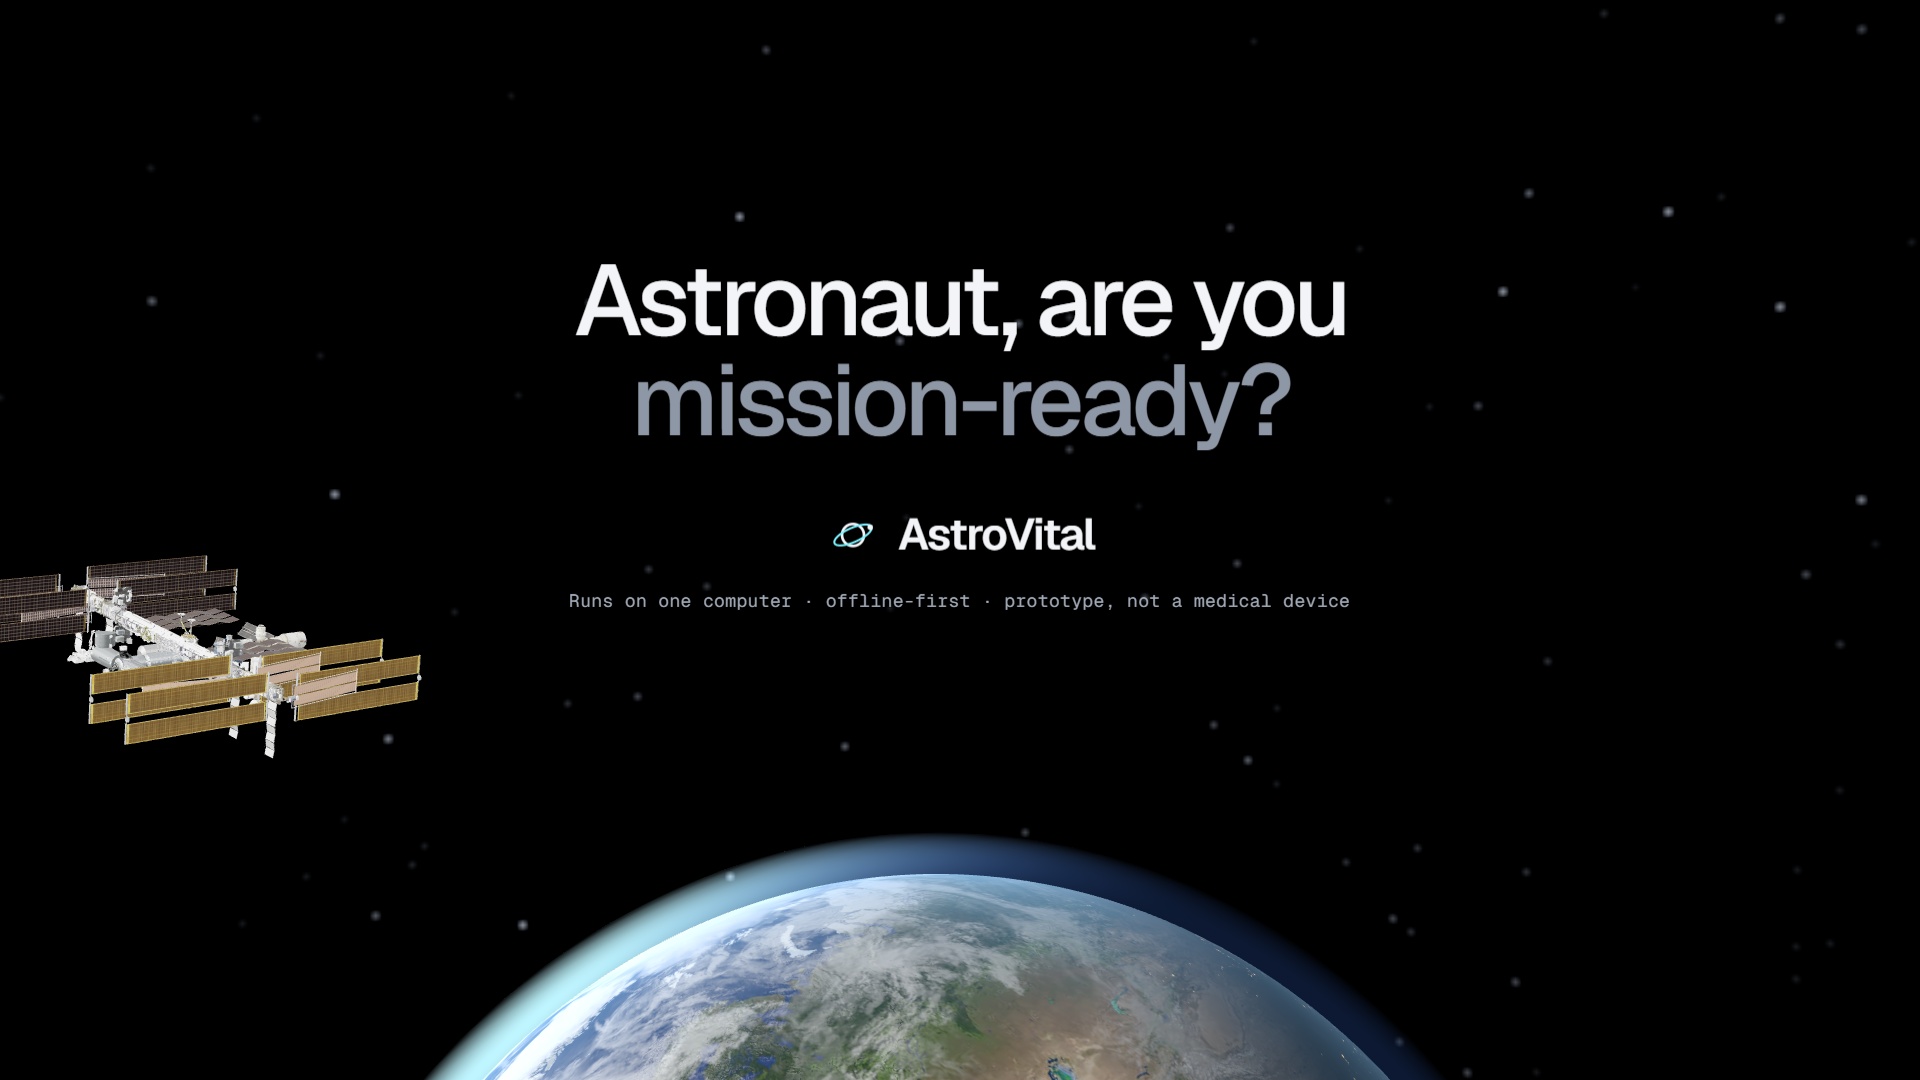 Astronaut, are you
mission-ready?
AstroVital
Runs on one computer · offline-first · prototype, not a medical device